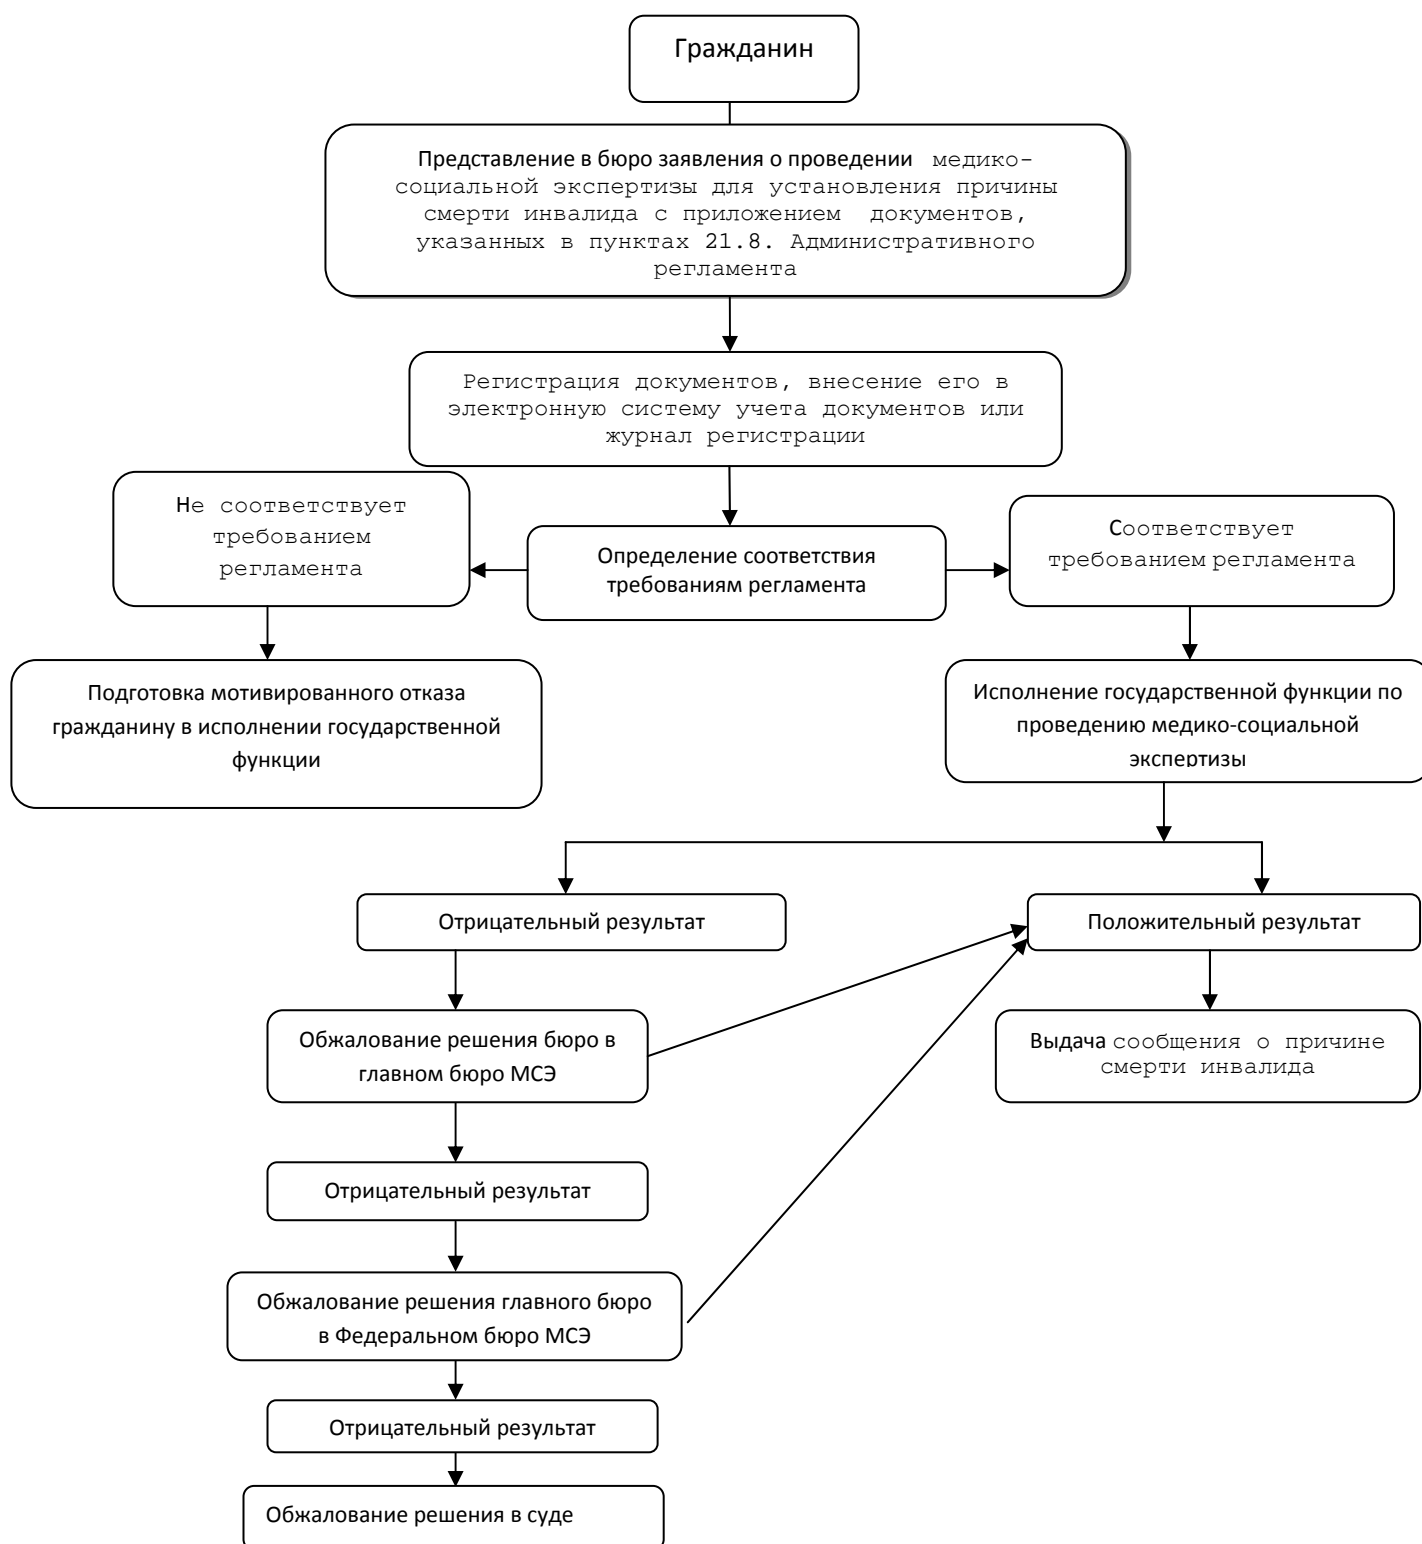 Гражданин
Представление в бюро заявления о проведении медико-
социальной экспертизы для установления причины
смерти инвалида с приложением документов,
указанных в пунктах 21.8. Административного
регламента
Регистрация документов, внесение его в
электронную систему учета документов или
журнал регистрации
Не соответствует
требованием
регламента
Определение соответствия
требованиям регламента
Соответствует
требованием регламента
Подготовка мотивированного отказа
гражданину в исполнении государственной
функции
Исполнение государственной функции по
проведению медико-социальной
экспертизы
Отрицательный результат
Положительный результат
Обжалование решения бюро в
главном бюро МСЭ
Выдача сообщения о причине
смерти инвалида
Отрицательный результат
Обжалование решения главного бюро
в Федеральном бюро МСЭ
Отрицательный результат
Обжалование решения в суде